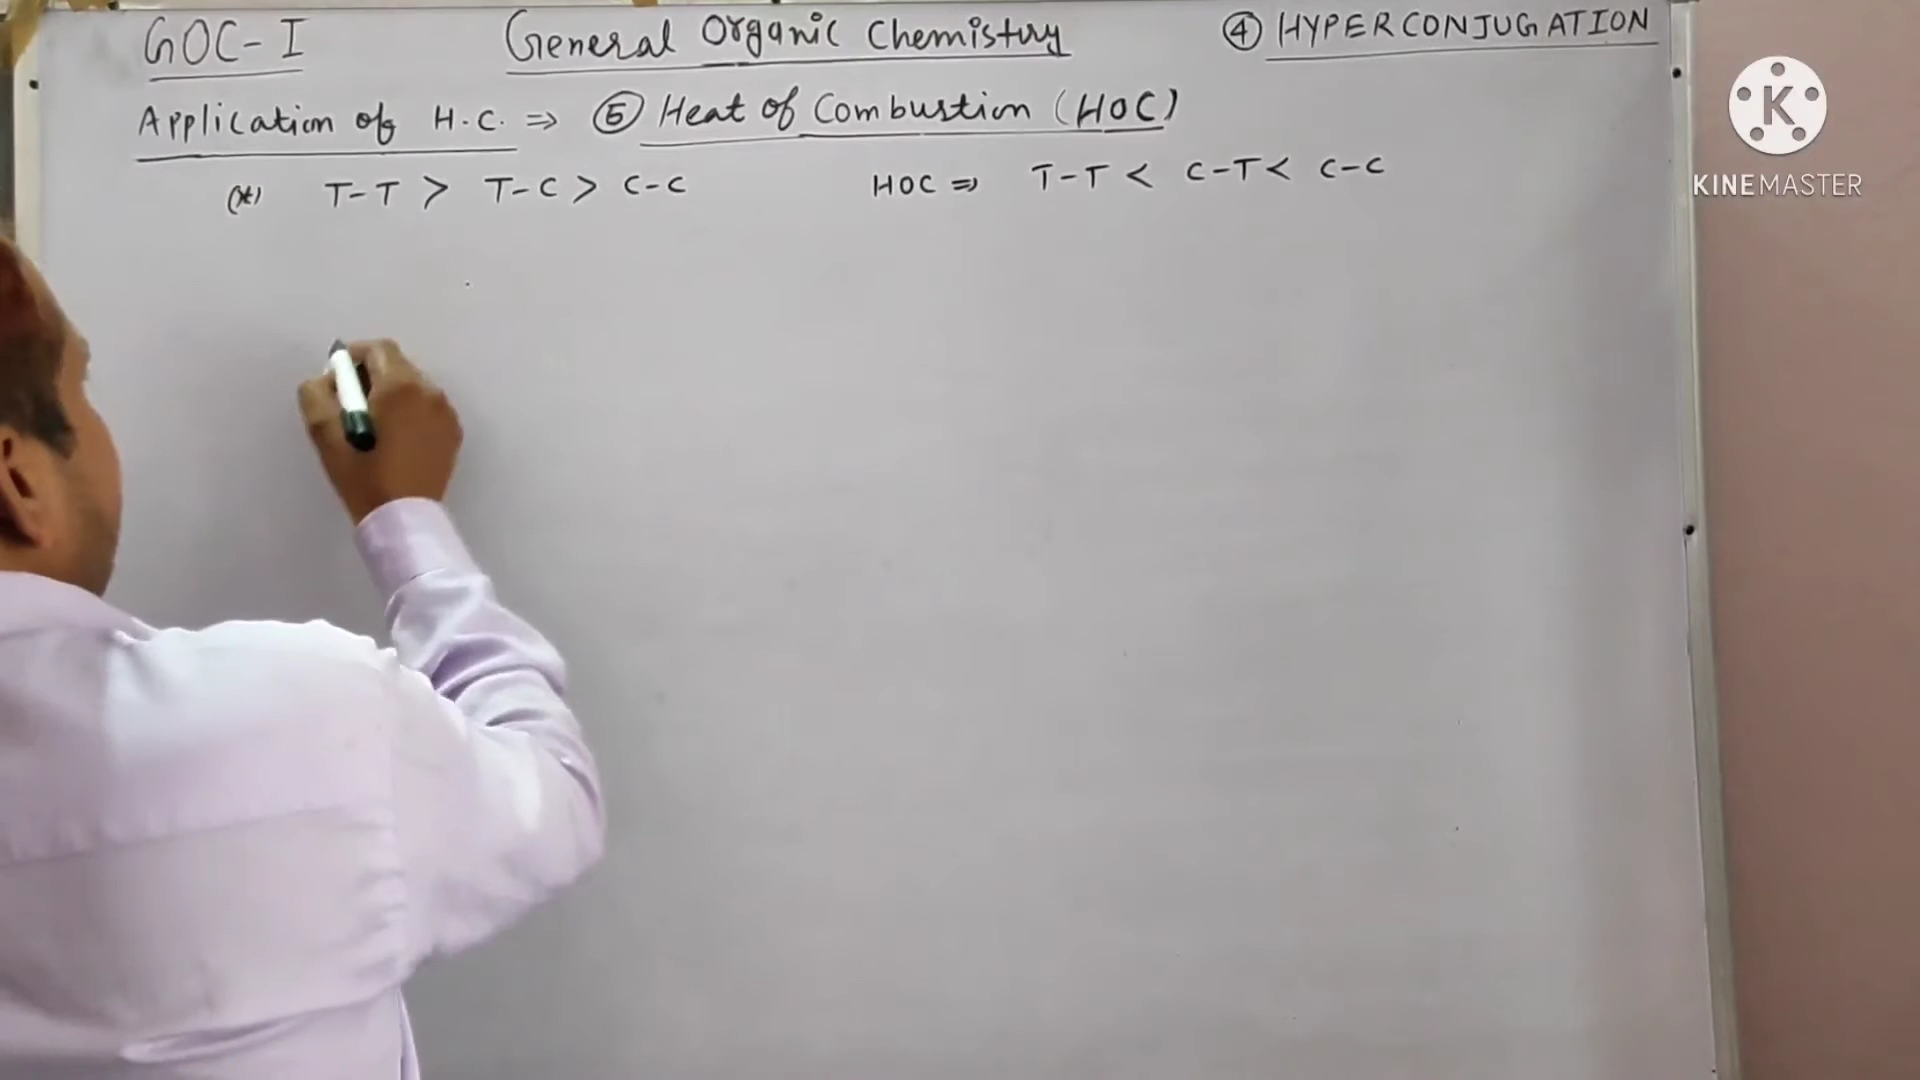 GOC-I General Organic Chemistry ④ HYPERCONJUGATION
Application of H.C. ⇒ ⑤ Heat of Combustion (HOC)
(*) T-T > T-C > C-C HOC ⇒ T-T < C-T < C-C
K
KINEMASTER